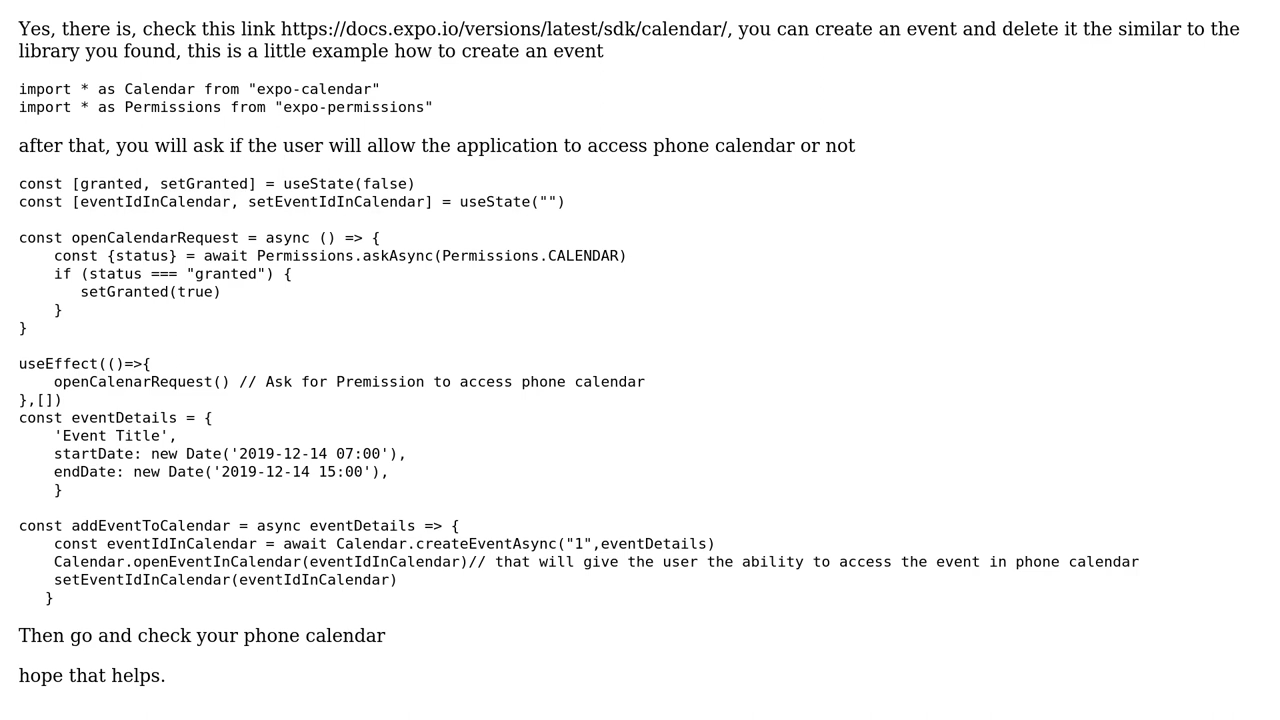 Yes, there is, check this link https://docs.expo.io/versions/latest/sdk/calendar/, you can create an event and delete it the similar to the
library you found, this is a little example how to create an event
import * as Calendar from "expo-calendar"
import * as Permissions from "expo-permissions"
after that, you will ask if the user will allow the application to access phone calendar or not
const [granted, setGranted] = useState(false)
const [eventIdInCalendar, setEventIdInCalendar] = useState("")
const openCalendarRequest = async () => {
    const {status} = await Permissions.askAsync(Permissions.CALENDAR)
    if (status === "granted") {
       setGranted(true)
    }
}
useEffect(()=>{
    openCalenarRequest() // Ask for Premission to access phone calendar
},[])
const eventDetails = {
    'Event Title',
    startDate: new Date('2019-12-14 07:00'),
    endDate: new Date('2019-12-14 15:00'),
    }
const addEventToCalendar = async eventDetails => {
    const eventIdInCalendar = await Calendar.createEventAsync("1",eventDetails)
    Calendar.openEventInCalendar(eventIdInCalendar)// that will give the user the ability to access the event in phone calendar
    setEventIdInCalendar(eventIdInCalendar)
   }
Then go and check your phone calendar
hope that helps.